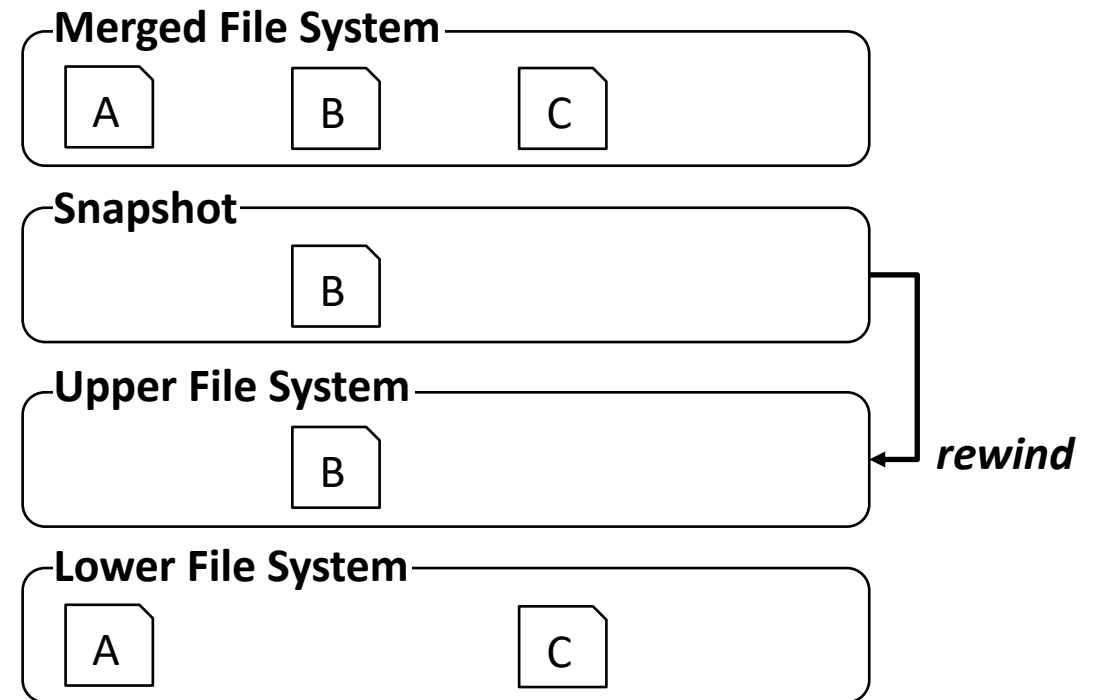 Merged File System
A B C
Snapshot
B
Upper File System
B
rewind
Lower File System
A C